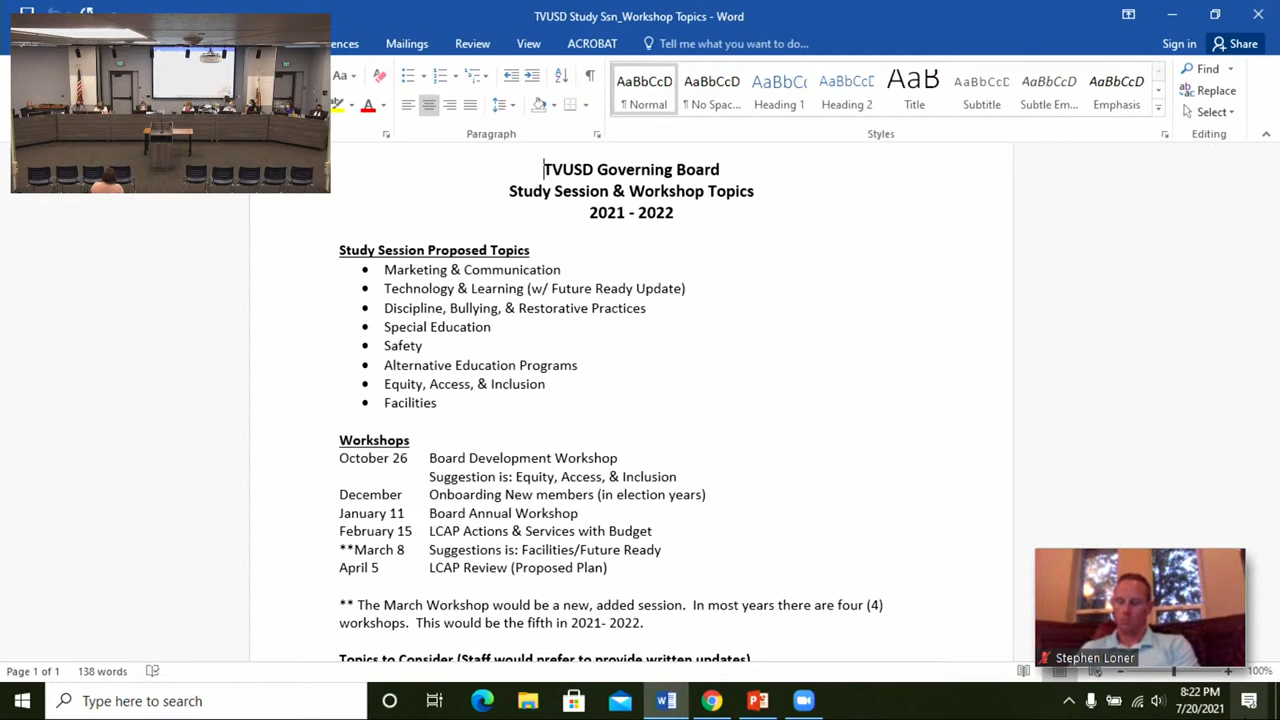 TVUSD Study Ssn_Workshop Topics - Word
ences Mailings Review View ACROBAT Tell me what you want to do... Sign in Share
Aa
AaBbCcD AaBbCcD AaBbCc AaBbCcD AaB AaBbCcD AaBbCcD AaBbCcD
¶ Normal ¶ No Spac... Heading 1 Heading 2 Title Subtitle Subtle Em... Emphasis
Find
Replace
Select
Paragraph Styles Editing
TVUSD Governing Board
Study Session & Workshop Topics
2021 - 2022
Study Session Proposed Topics
• Marketing & Communication
• Technology & Learning (w/ Future Ready Update)
• Discipline, Bullying, & Restorative Practices
• Special Education
• Safety
• Alternative Education Programs
• Equity, Access, & Inclusion
• Facilities
Workshops
October 26 Board Development Workshop
Suggestion is: Equity, Access, & Inclusion
December Onboarding New members (in election years)
January 11 Board Annual Workshop
February 15 LCAP Actions & Services with Budget
**March 8 Suggestions is: Facilities/Future Ready
April 5 LCAP Review (Proposed Plan)
** The March Workshop would be a new, added session. In most years there are four (4)
workshops. This would be the fifth in 2021- 2022.
Topics to Consider (Staff would prefer to provide written updates)
Stephen Loner
Page 1 of 1 138 words 100%
Type here to search
8:22 PM
7/20/2021